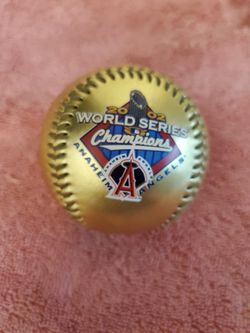 2002
WORLD SERIES
Champions
ANAHEIM ANGELS
A